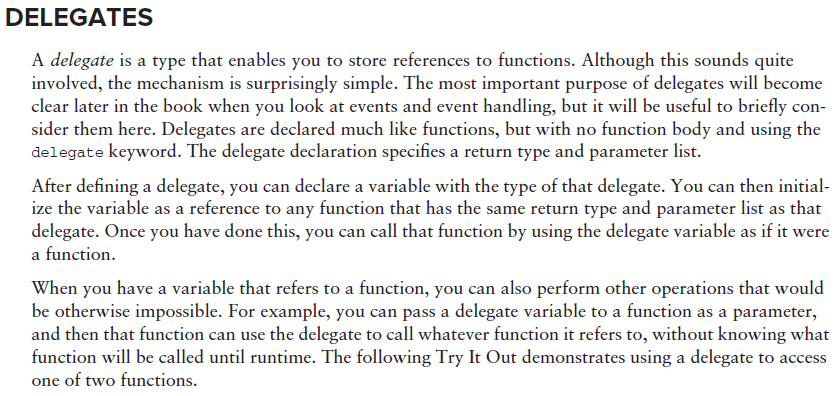 DELEGATES
A delegate is a type that enables you to store references to functions. Although this sounds quite
involved, the mechanism is surprisingly simple. The most important purpose of delegates will become
clear later in the book when you look at events and event handling, but it will be useful to briefly con-
sider them here. Delegates are declared much like functions, but with no function body and using the
delegate keyword. The delegate declaration specifies a return type and parameter list.
After defining a delegate, you can declare a variable with the type of that delegate. You can then initial-
ize the variable as a reference to any function that has the same return type and parameter list as that
delegate. Once you have done this, you can call that function by using the delegate variable as if it were
a function.
When you have a variable that refers to a function, you can also perform other operations that would
be otherwise impossible. For example, you can pass a delegate variable to a function as a parameter,
and then that function can use the delegate to call whatever function it refers to, without knowing what
function will be called until runtime. The following Try It Out demonstrates using a delegate to access
one of two functions.